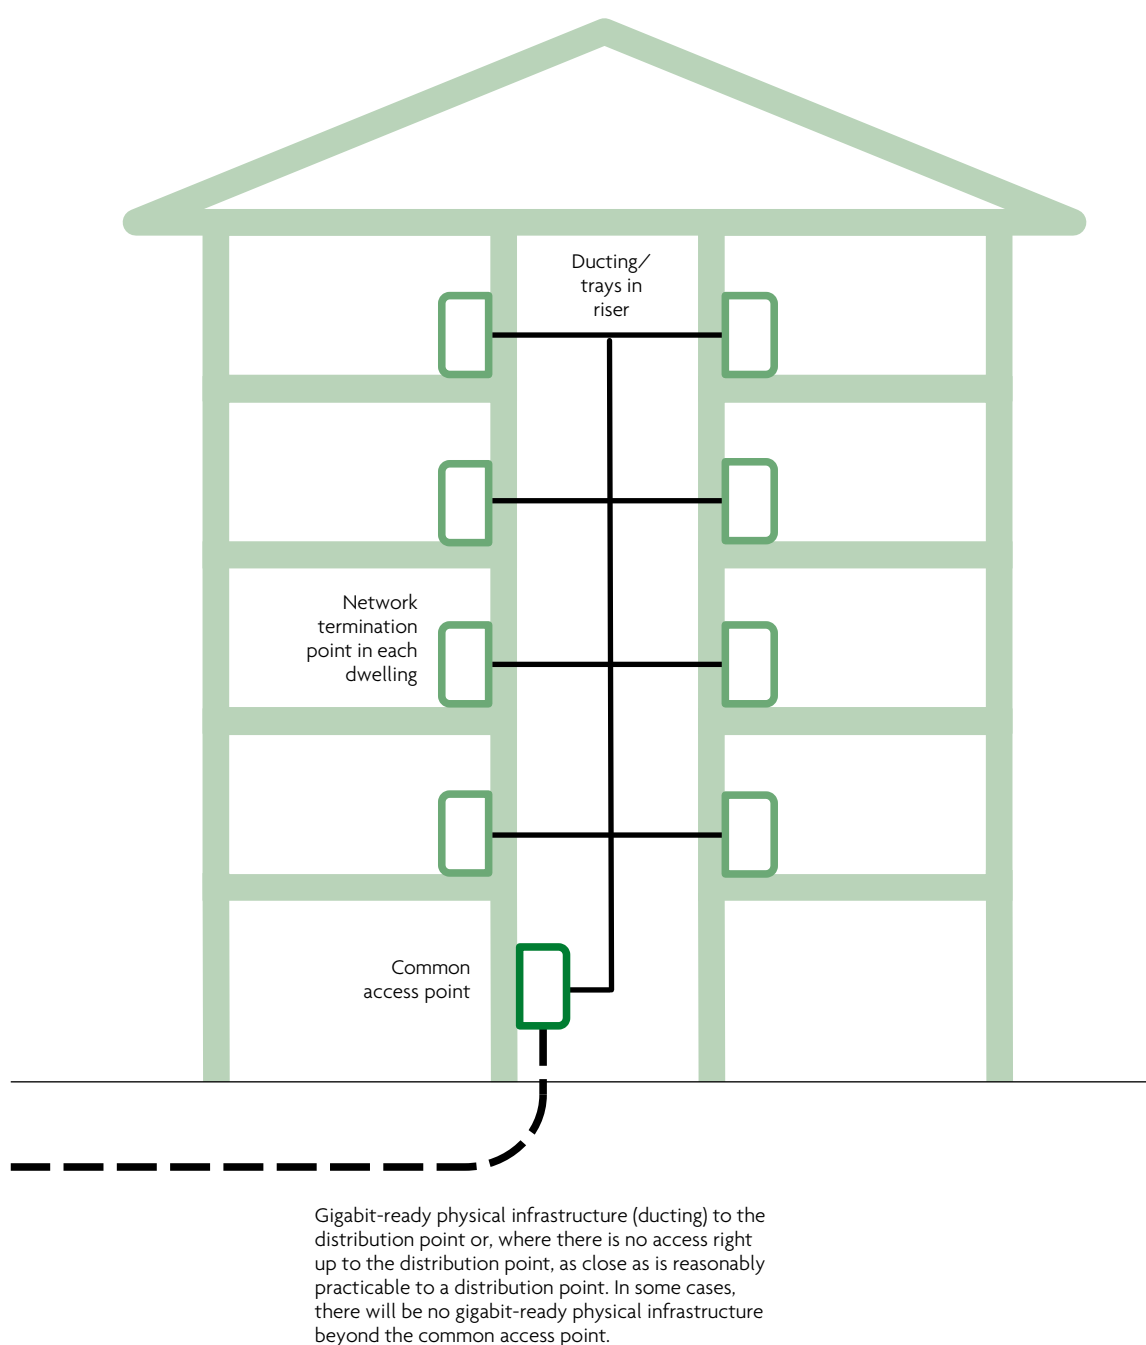 Ducting/
trays in
riser
Network
termination
point in each
dwelling
Common
access point
Gigabit-ready physical infrastructure (ducting) to the
distribution point or, where there is no access right
up to the distribution point, as close as is reasonably
practicable to a distribution point. In some cases,
there will be no gigabit-ready physical infrastructure
beyond the common access point.